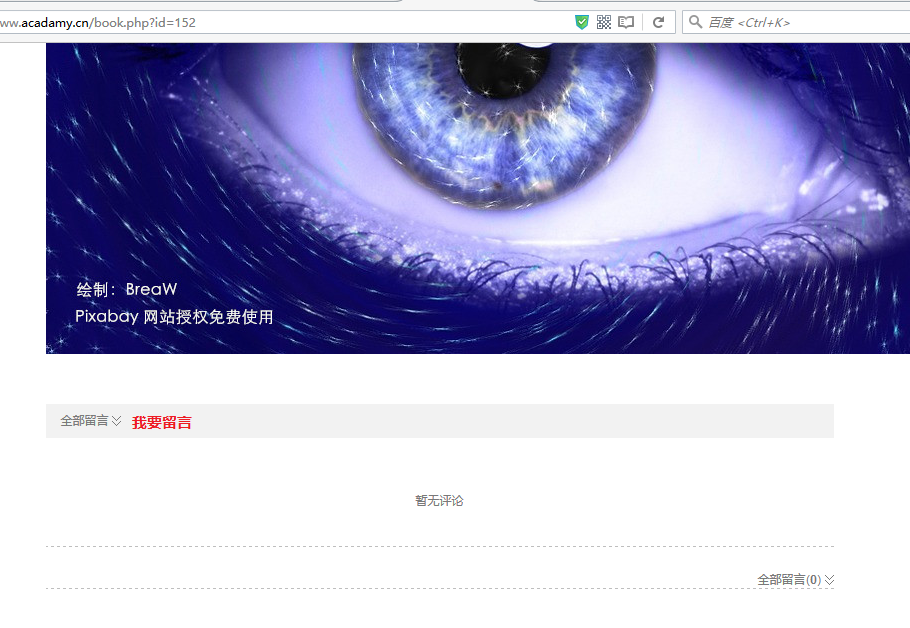 ww.acadamy.cn/book.php?id=152
百度 <Ctrl+K>
绘制：BreaW
Pixabay 网站授权免费使用
全部留言 我要留言
暂无评论
全部留言(0)